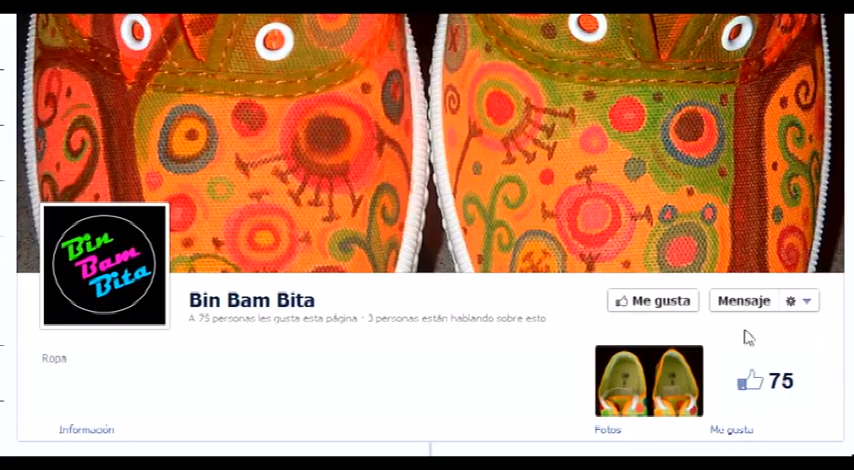 Bin
Bam
Bita
Bin Bam Bita
A 75 personas les gusta esta página · 3 personas están hablando sobre esto
Me gusta
Mensaje
Ropa
75
Información
Fotos
Me gusta